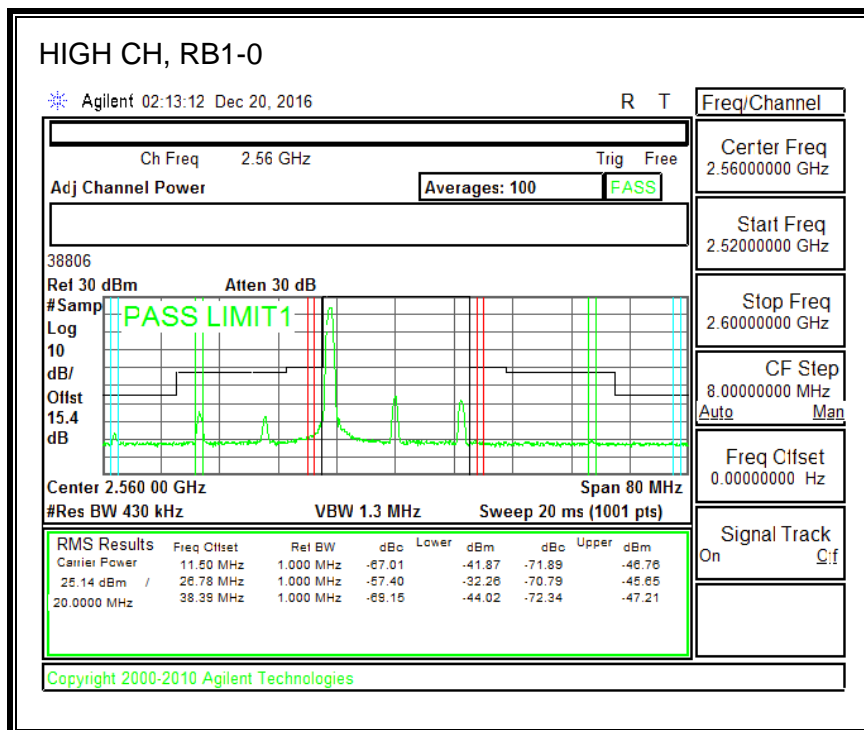 HIGH CH, RB1-0
Agilent 02:13:12 Dec 20, 2016 R T
Freq/Channel
Ch Freq 2.56 GHz Trig Free
Adj Channel Power Averages: 100 PASS
Center Freq
2.56000000 GHz
Start Freq
2.52000000 GHz
Stop Freq
2.60000000 GHz
CF Step
8.00000000 MHz
Auto Man
Freq Offset
0.00000000 Hz
Signal Track
On Off
38806
Ref 30 dBm Atten 30 dB
#Samp
Log
10
dB/
Offst
15.4
dB
PASS LIMIT1
Center 2.560 00 GHz Span 80 MHz
#Res BW 430 kHz VBW 1.3 MHz Sweep 20 ms (1001 pts)
RMS Results Freq Offset Ref BW dBc Lower dBm dBc Upper dBm
Carrier Power 11.50 MHz 1.000 MHz -67.01 -41.87 -71.89 -46.76
25.14 dBm / 26.78 MHz 1.000 MHz -57.40 -32.26 -70.79 -45.65
20.0000 MHz 38.39 MHz 1.000 MHz -69.15 -44.02 -72.34 -47.21
Copyright 2000-2010 Agilent Technologies